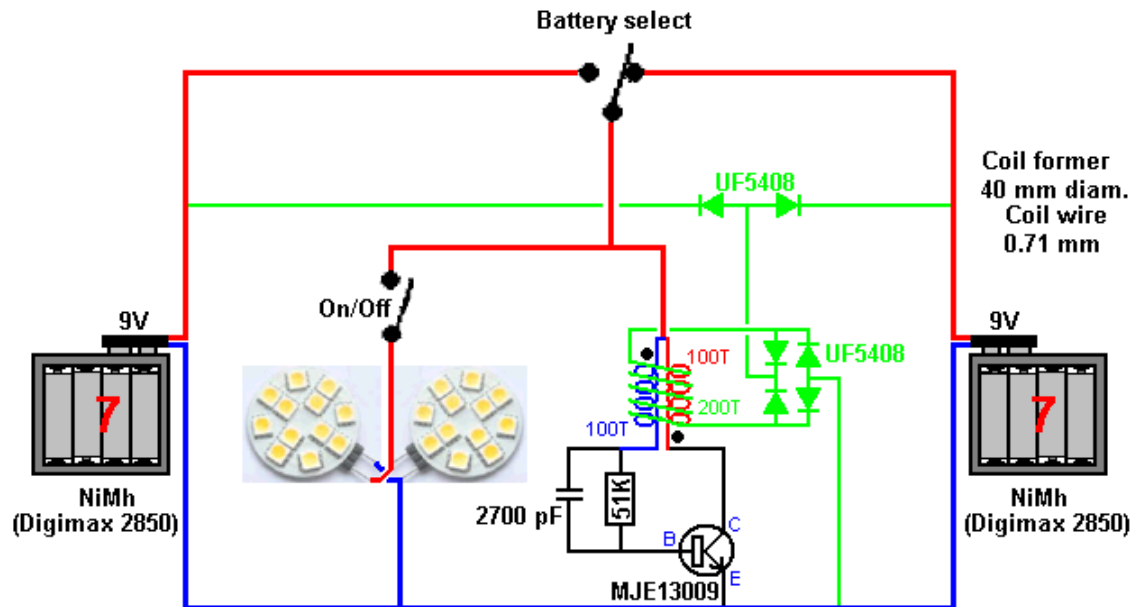 Battery select
UF5408
Coil former
40 mm diam.
Coil wire
0.71 mm
On/Off
9V
9V
100T
UF5408
200T
100T
7
7
NiMh
(Digimax 2850)
2700 pF
51K
B
C
E
MJE13009
NiMh
(Digimax 2850)